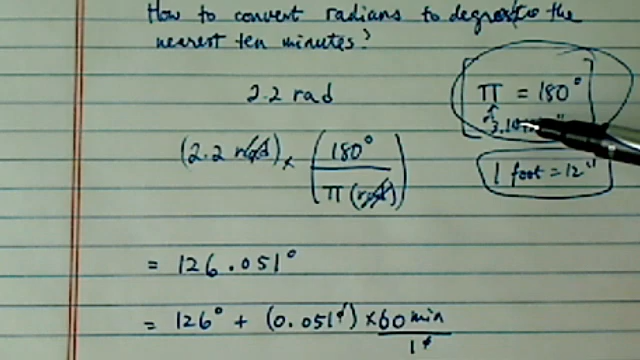 How to convert radians to degree to the
nearest ten minutes?
2.2 rad
π = 180°
(2.2 rad) × (180° / π (rad))
1 foot = 12"
= 126.051°
= 126° + (0.051°) × 60 min / 1°